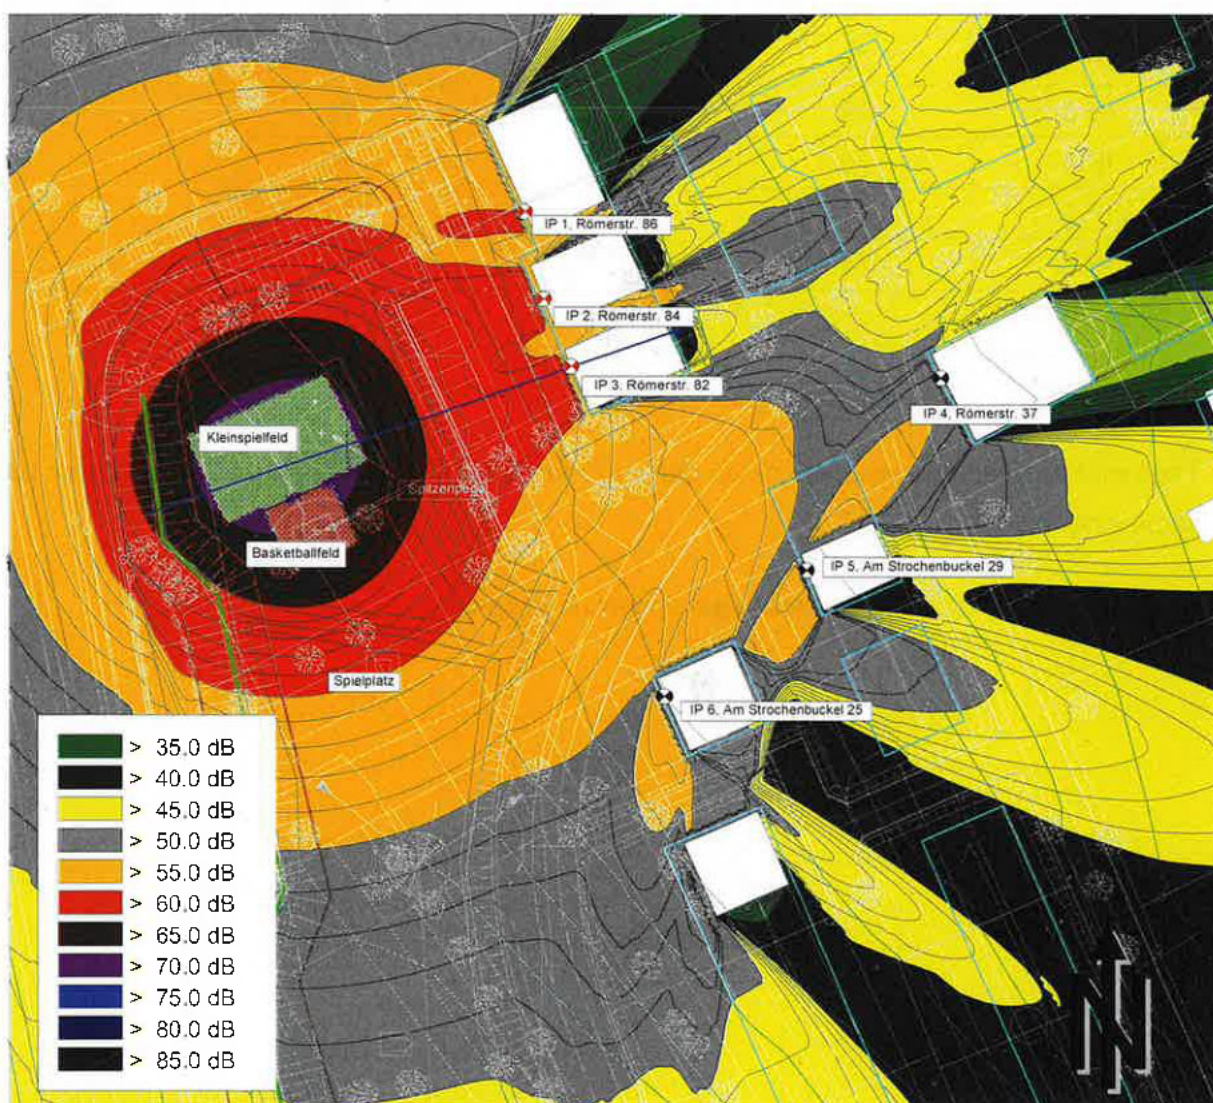 IP 1, Römerstr. 86
IP 2, Römerstr. 84
IP 3, Römerstr. 82
IP 4, Römerstr. 37
Kleinspielfeld
Spitzenpegel
Basketballfeld
IP 5, Am Strochenbuckel 29
Spielplatz
IP 6, Am Strochenbuckel 25
> 35.0 dB
> 40.0 dB
> 45.0 dB
> 50.0 dB
> 55.0 dB
> 60.0 dB
> 65.0 dB
> 70.0 dB
> 75.0 dB
> 80.0 dB
> 85.0 dB
N